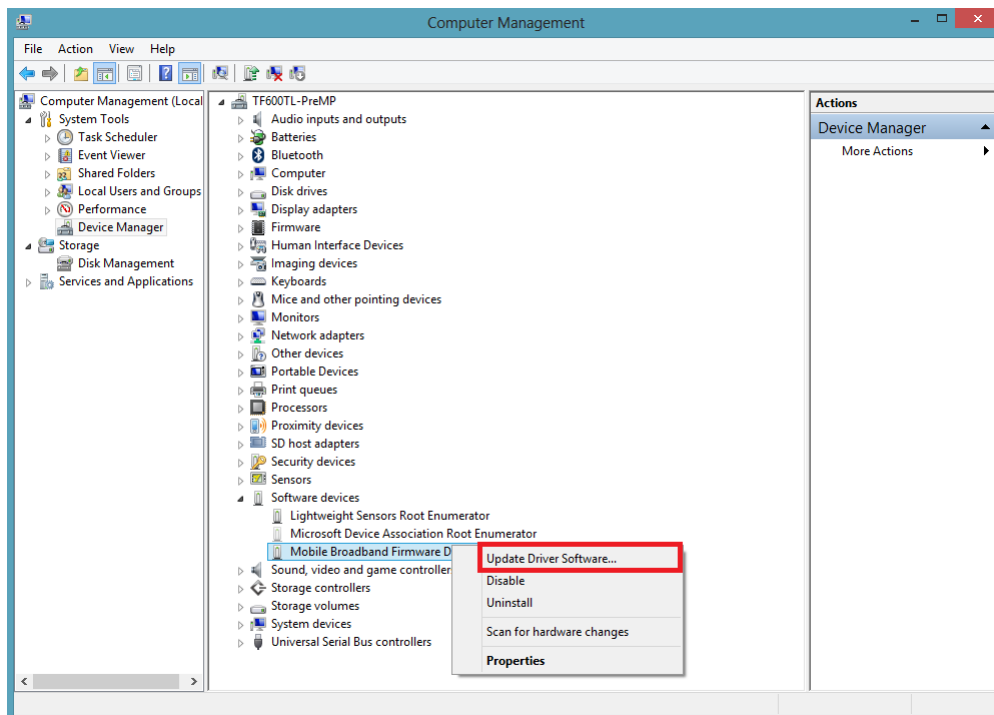 Computer Management
File Action View Help
Computer Management (Local
System Tools
Task Scheduler
Event Viewer
Shared Folders
Local Users and Groups
Performance
Device Manager
Storage
Disk Management
Services and Applications
TF600TL-PreMP
Audio inputs and outputs
Batteries
Bluetooth
Computer
Disk drives
Display adapters
Firmware
Human Interface Devices
Imaging devices
Keyboards
Mice and other pointing devices
Monitors
Network adapters
Other devices
Portable Devices
Print queues
Processors
Proximity devices
SD host adapters
Security devices
Sensors
Software devices
Lightweight Sensors Root Enumerator
Microsoft Device Association Root Enumerator
Mobile Broadband Firmware D
Sound, video and game controller
Storage controllers
Storage volumes
System devices
Universal Serial Bus controllers
Update Driver Software...
Disable
Uninstall
Scan for hardware changes
Properties
Actions
Device Manager
More Actions